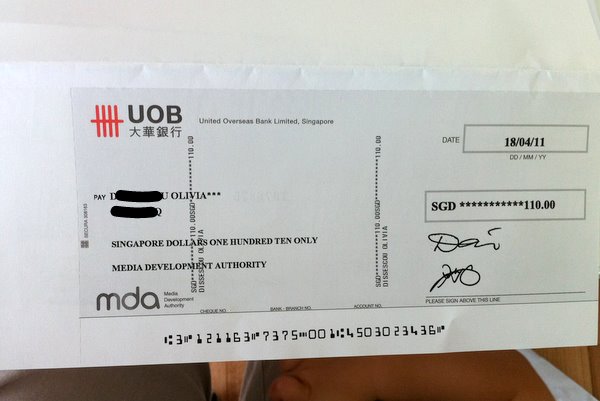 UOB
大華銀行
United Overseas Bank Limited, Singapore
DATE 18/04/11
DD / MM / YY
PAY D U OLIVIA***
Q
SGD ***********110.00
SINGAPORE DOLLARS ONE HUNDRED TEN ONLY
MEDIA DEVELOPMENT AUTHORITY
mda Media
Development
Authority
PLEASE SIGN ABOVE THIS LINE
CHEQUE NO. BANK - BRANCH NO. ACCOUNT NO.